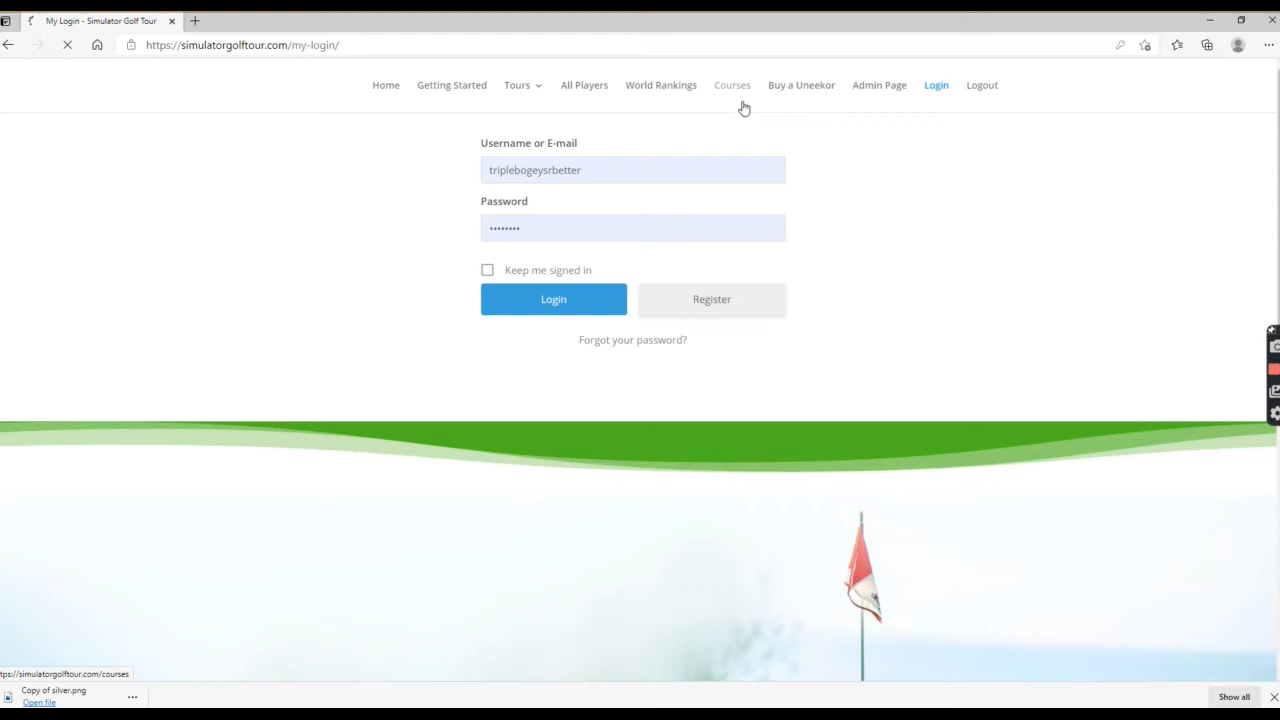 My Login - Simulator Golf Tour
https://simulatorgolftour.com/my-login/
Home Getting Started Tours All Players World Rankings Courses Buy a Uneekor Admin Page Login Logout
Username or E-mail
triplebogeysrbetter
Password
••••••••
Keep me signed in
Login Register
Forgot your password?
tps://simulatorgolftour.com/courses
Copy of silver.png
Open file
Show all